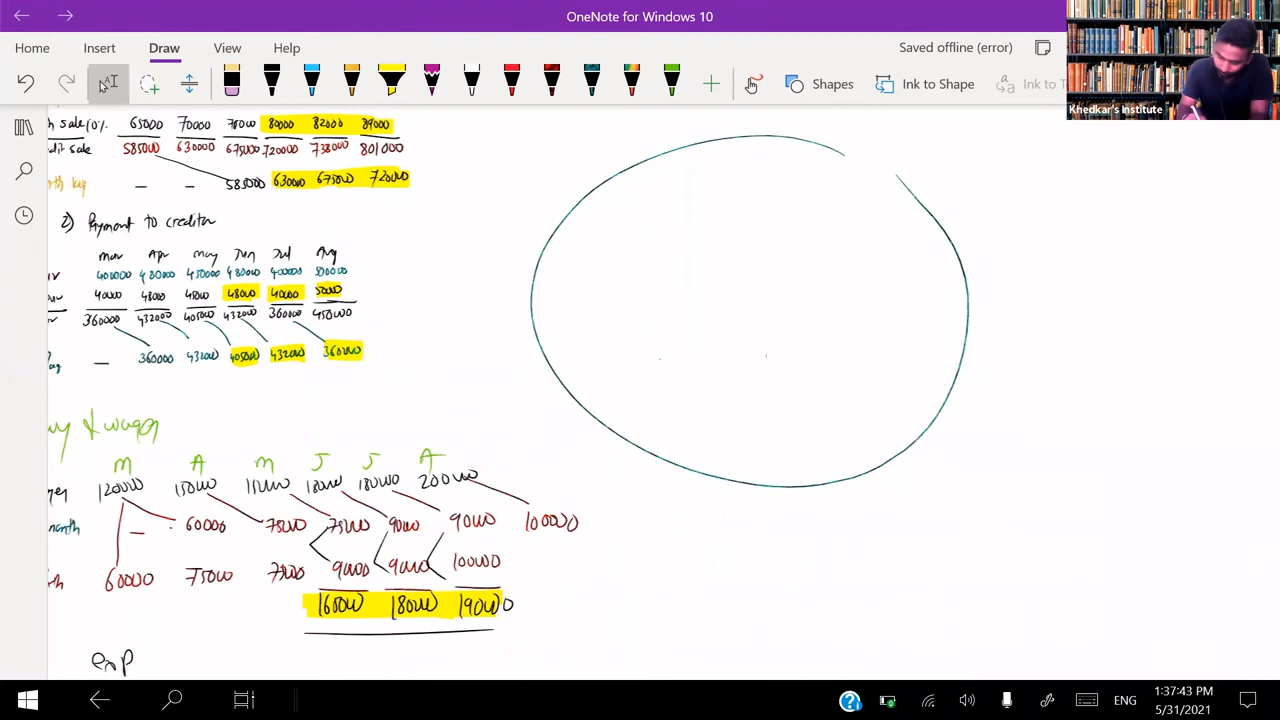 OneNote for Windows 10
Home Insert Draw View Help
Saved offline (error)
Shapes
Ink to Shape
Ink to T
Khedkar's Institute
sale 10% 65000 70000 75000 80000 82000 89000
sale 585000 630000 675000 720000 738000 801000
— — 585000 630000 675000 720000
2) Payment to creditor
Mar Apr May Jun Jul Aug
400000 480000 450000 480000 400000 500000
40000 48000 45000 48000 40000 50000
360000 432000 405000 432000 360000 450000
— 360000 432000 405000 432000 360000
& wages
M A M J J A
120000 150000 150000 180000 180000 200000
month — 60000 75000 75000 90000 90000 100000
60000 75000 75000 90000 90000 100000
165000 180000 190000
exp
ENG
1:37:43 PM
5/31/2021